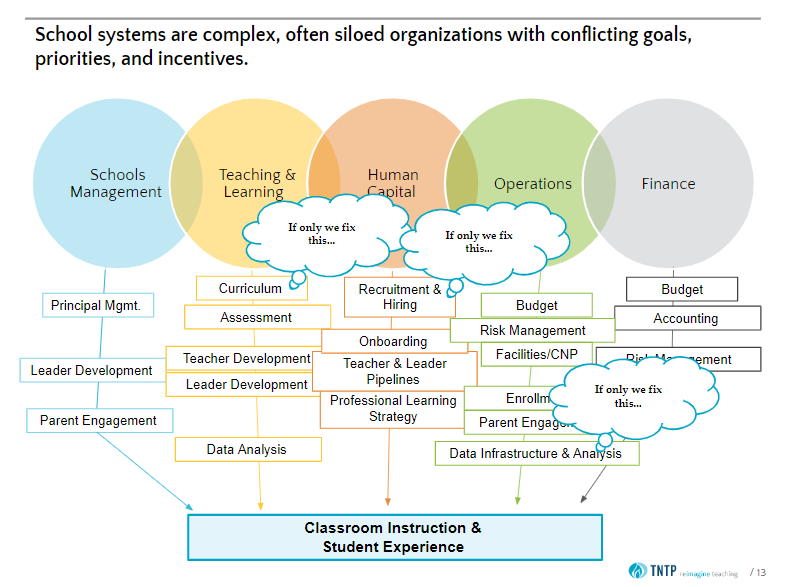 School systems are complex, often siloed organizations with conflicting goals,
priorities, and incentives.
Schools
Management
Teaching &
Learning
Human
Capital
Operations
Finance
If only we fix
this...
If only we fix
this...
Principal Mgmt.
Leader Development
Parent Engagement
Curriculum
Assessment
Teacher Development
Leader Development
Data Analysis
Recruitment &
Hiring
Onboarding
Teacher & Leader
Pipelines
Professional Learning
Strategy
Budget
Risk Management
Facilities/CNP
Parent
Data Infrastructure & Analysis
Budget
Accounting
Risk Management
If only we fix
this...
Classroom Instruction &
Student Experience
TNTP reimagine teaching / 13